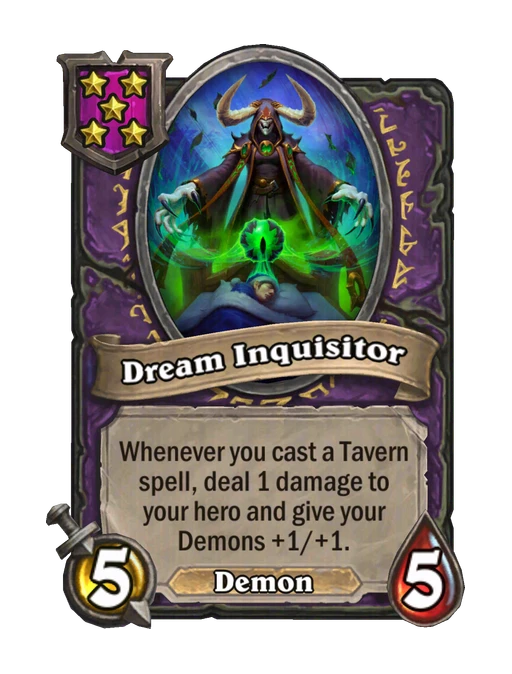 Dream Inquisitor
Whenever you cast a Tavern
spell, deal 1 damage to
your hero and give your
Demons +1/+1.
5
Demon
5